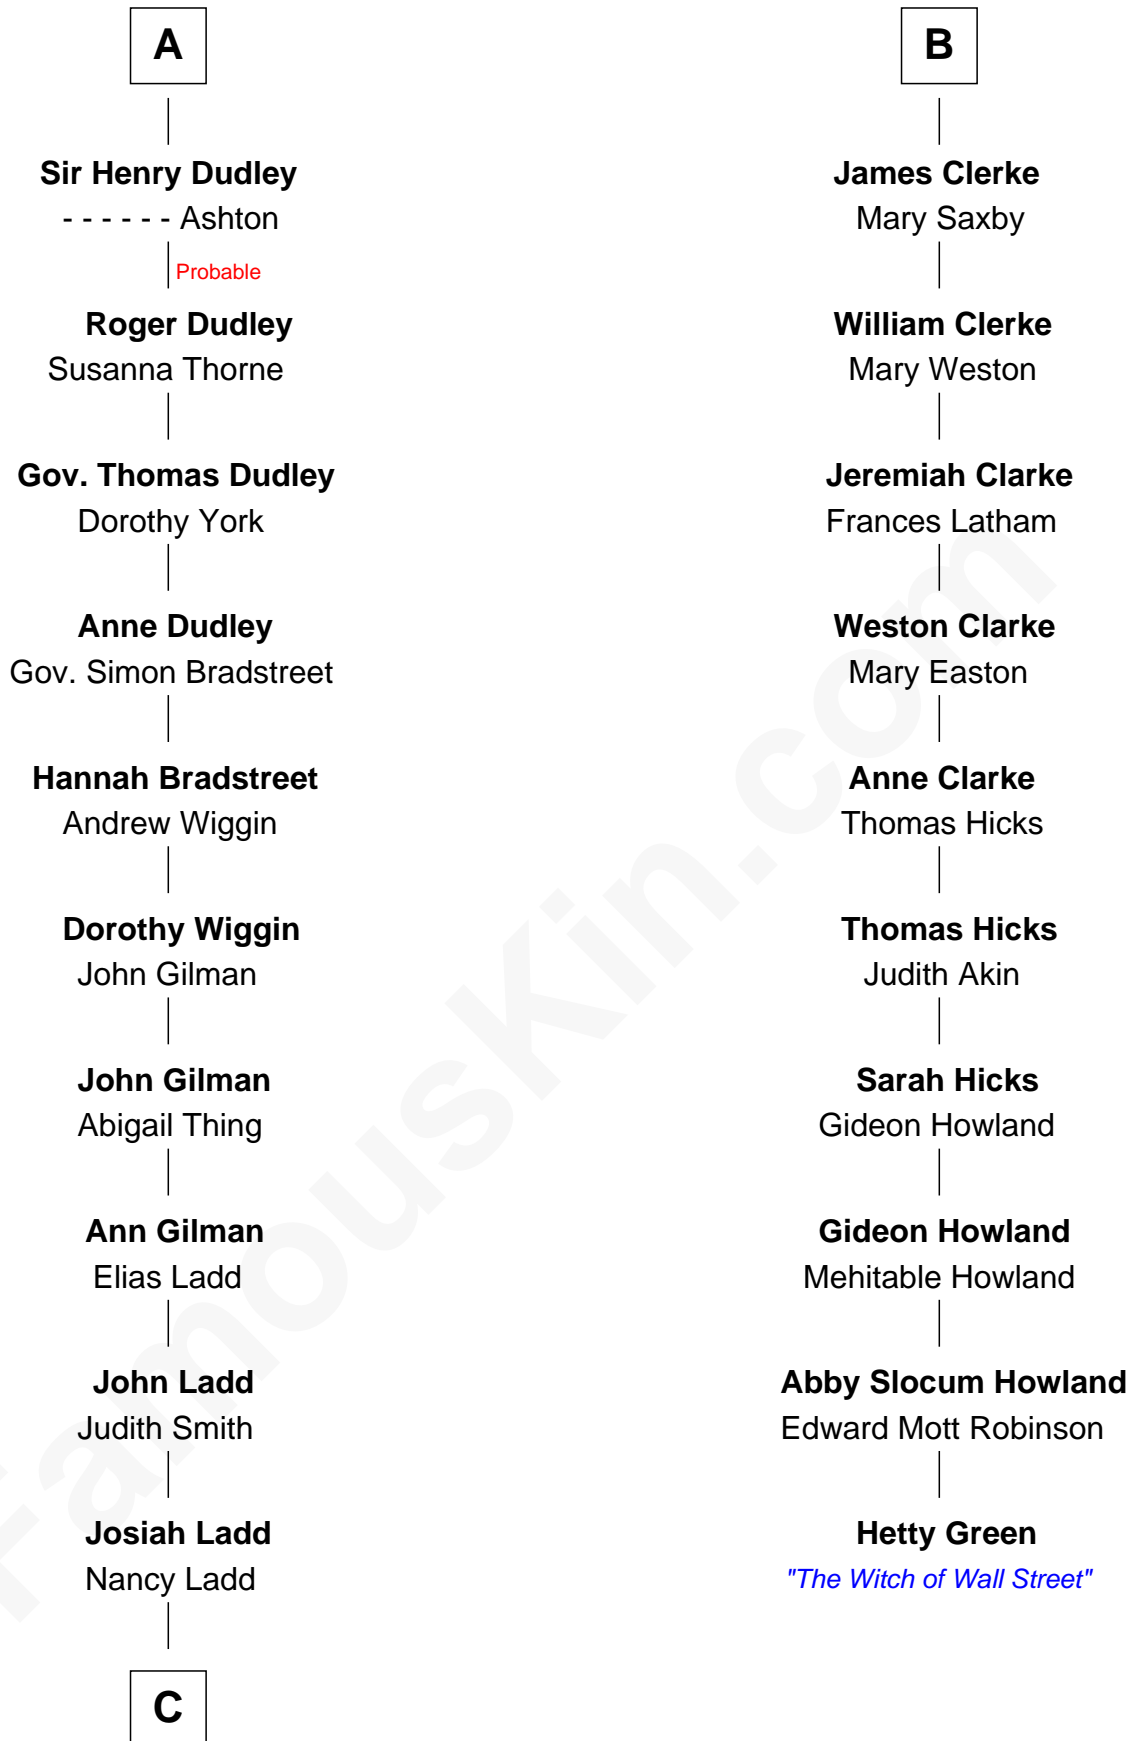 A
Sir Henry Dudley
- - - - - - Ashton
Probable
Roger Dudley
Susanna Thorne
Gov. Thomas Dudley
Dorothy York
Anne Dudley
Gov. Simon Bradstreet
Hannah Bradstreet
Andrew Wiggin
Dorothy Wiggin
John Gilman
John Gilman
Abigail Thing
Ann Gilman
Elias Ladd
John Ladd
Judith Smith
Josiah Ladd
Nancy Ladd
C
B
James Clerke
Mary Saxby
William Clerke
Mary Weston
Jeremiah Clarke
Frances Latham
Weston Clarke
Mary Easton
Anne Clarke
Thomas Hicks
Thomas Hicks
Judith Akin
Sarah Hicks
Gideon Howland
Gideon Howland
Mehitable Howland
Abby Slocum Howland
Edward Mott Robinson
Hetty Green
"The Witch of Wall Street"
FamousKin.com